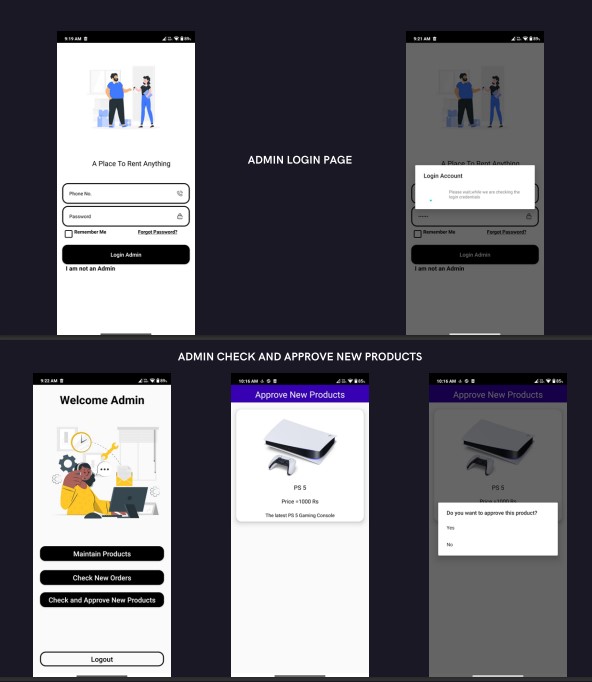 9:19 AM
85%
9:21 AM
85%
A Place To Rent Anything
ADMIN LOGIN PAGE
A Place To Rent Anything
Login Account
Please wait while we are checking the
login credentials
Phone No.
Password
Remember Me
Forgot Password?
Remember Me
Forgot Password?
Login Admin
Login Admin
I am not an Admin
I am not an Admin
ADMIN CHECK AND APPROVE NEW PRODUCTS
9:22 AM
85%
10:16 AM
85%
10:16 AM
85%
Welcome Admin
Approve New Products
Approve New Products
PS 5
Price =1000 Rs
The latest PS 5 Gaming Console
PS 5
Price =1000 Rs
Do you want to approve this product?
Yes
No
Maintain Products
Check New Orders
Check and Approve New Products
Logout